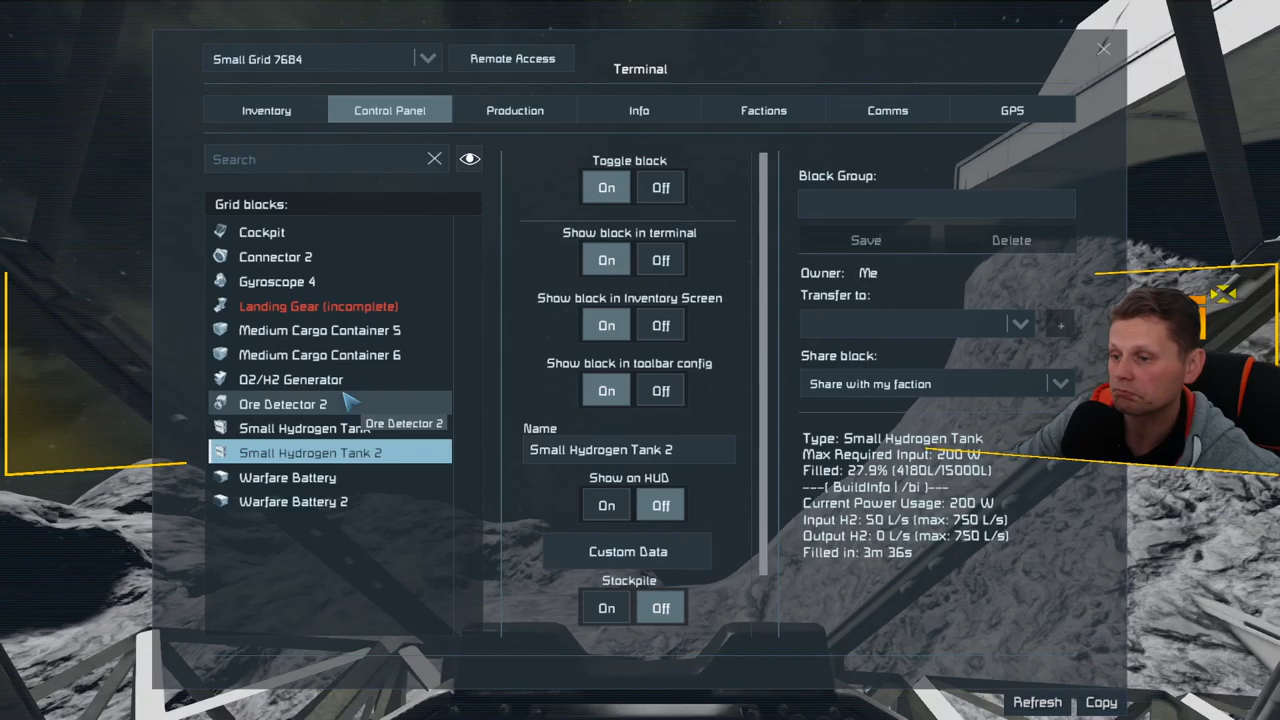 Small Grid 7684
Remote Access
Terminal
Inventory
Control Panel
Production
Info
Factions
Comms
GPS
Search
Grid blocks:
Cockpit
Connector 2
Gyroscope 4
Landing Gear (incomplete)
Medium Cargo Container 5
Medium Cargo Container 6
O2/H2 Generator
Ore Detector 2
Ore Detector 2
Small Hydrogen Tank
Small Hydrogen Tank 2
Warfare Battery
Warfare Battery 2
Toggle block
On Off
Show block in terminal
On Off
Show block in Inventory Screen
On Off
Show block in toolbar config
On Off
Name
Small Hydrogen Tank 2
Show on HUD
On Off
Custom Data
Stockpile
On Off
Block Group:
Save Delete
Owner: Me
Transfer to:
+
Share block:
Share with my faction
Type: Small Hydrogen Tank
Max Required Input: 200 W
Filled: 27.9% (4180L/15000L)
---( BuildInfo | /bi )---
Current Power Usage: 200 W
Input H2: 50 L/s (max: 750 L/s)
Output H2: 0 L/s (max: 750 L/s)
Filled in: 3m 36s
Refresh Copy